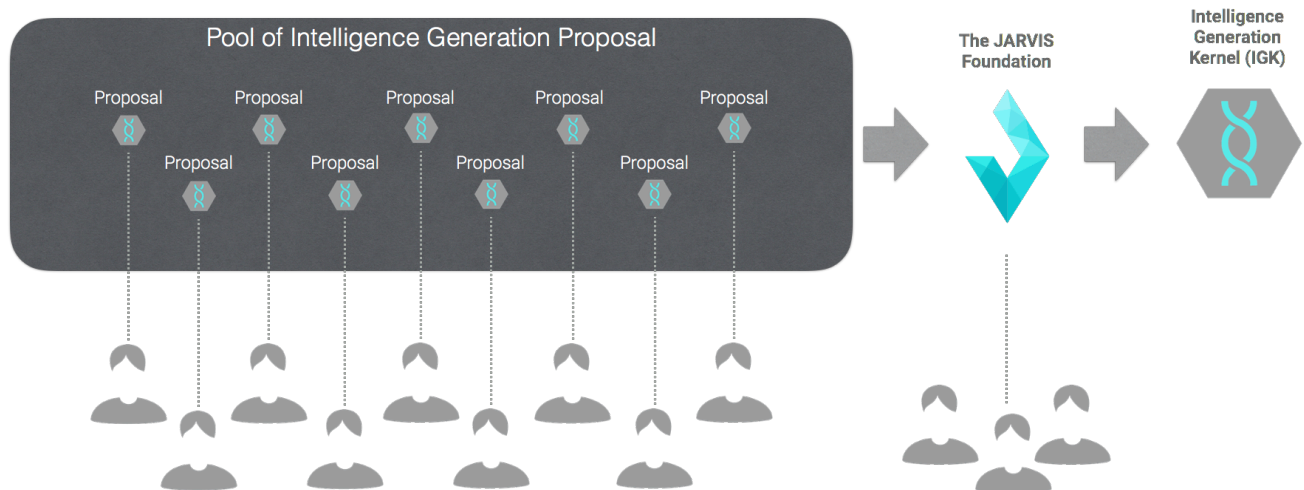 Pool of Intelligence Generation Proposal
Proposal
Proposal
Proposal
Proposal
Proposal
Proposal
Proposal
Proposal
Proposal
The JARVIS
Foundation
Intelligence
Generation
Kernel (IGK)